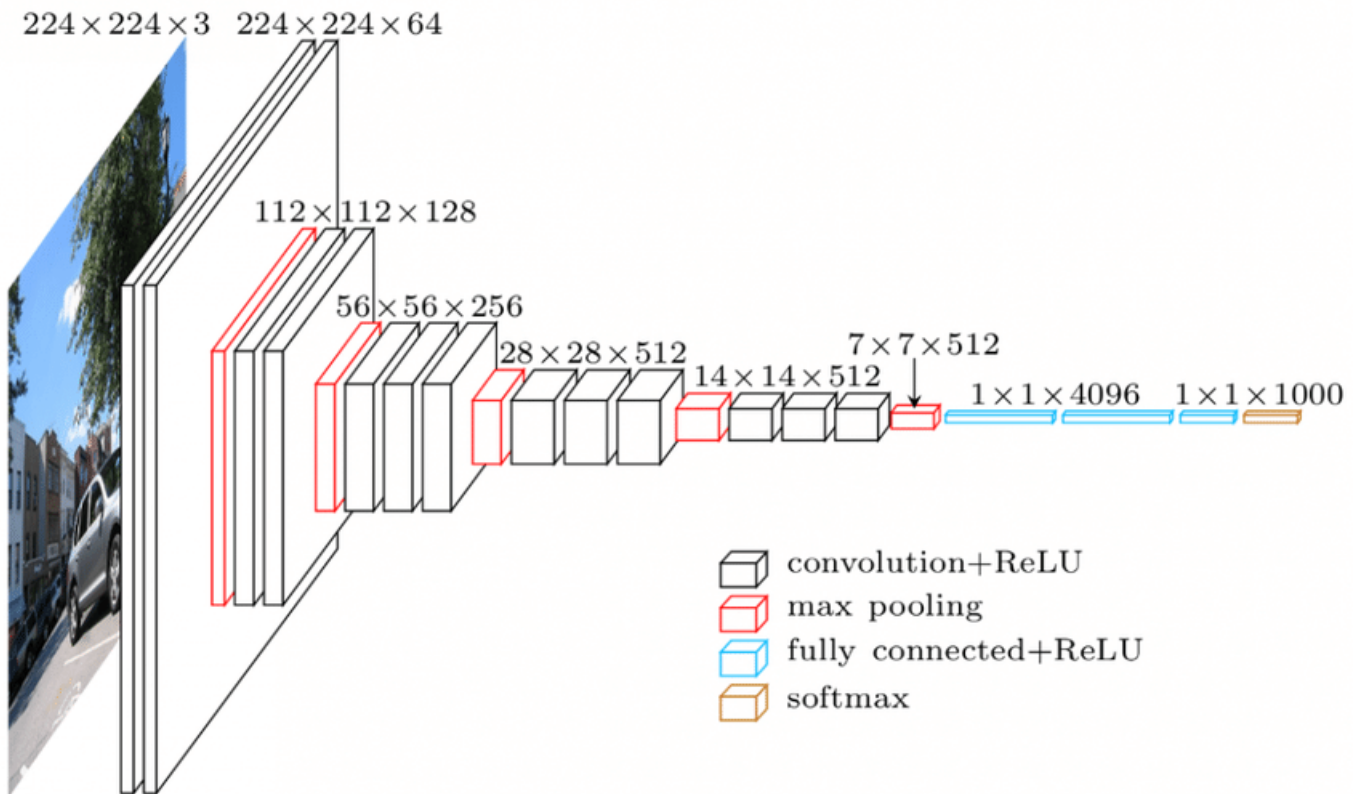 224×224×3
224×224×64
112×112×128
56×56×256
28×28×512
14×14×512
7×7×512
1×1×4096
1×1×1000
convolution+ReLU
max pooling
fully connected+ReLU
softmax